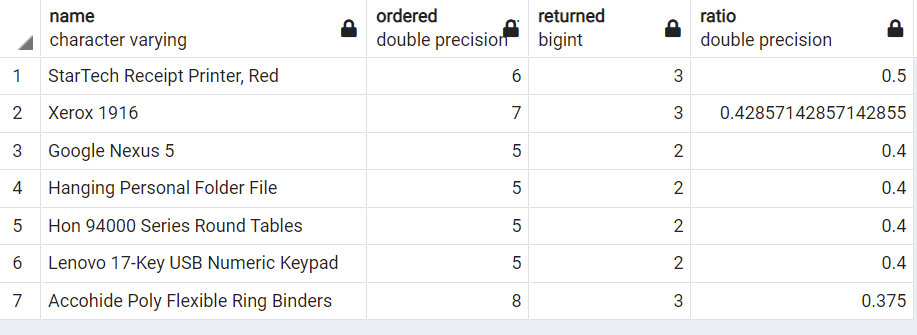 name ordered returned ratio
character varying double precision bigint double precision
1 StarTech Receipt Printer, Red 6 3 0.5
2 Xerox 1916 7 3 0.42857142857142855
3 Google Nexus 5 5 2 0.4
4 Hanging Personal Folder File 5 2 0.4
5 Hon 94000 Series Round Tables 5 2 0.4
6 Lenovo 17-Key USB Numeric Keypad 5 2 0.4
7 Accohide Poly Flexible Ring Binders 8 3 0.375